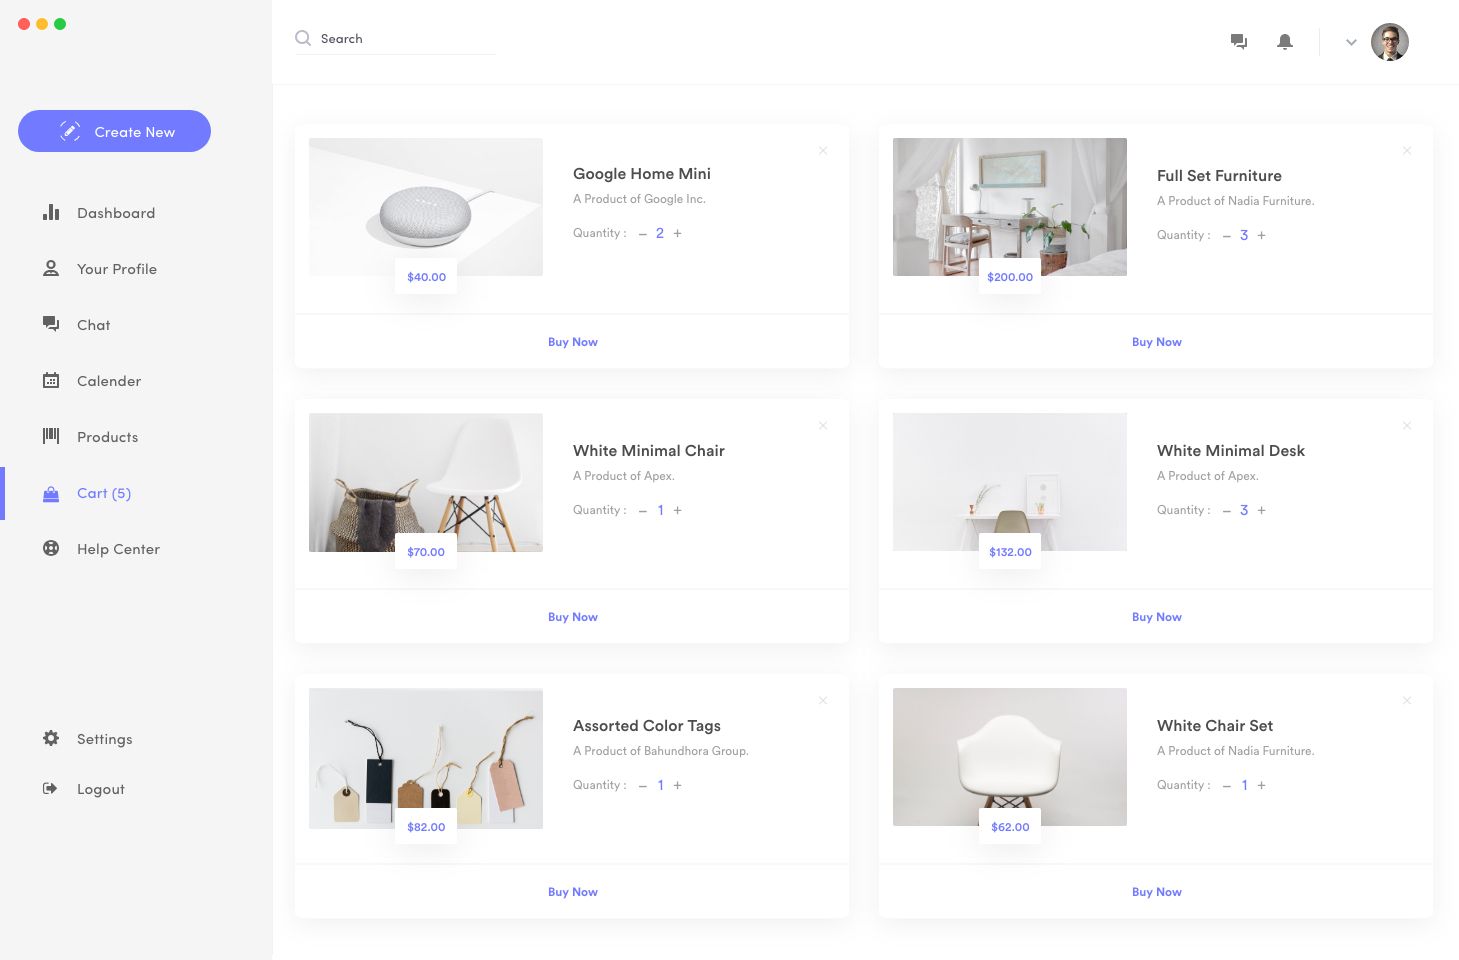 Search
Create New
Dashboard
Your Profile
Chat
Calender
Products
Cart (5)
Help Center
Settings
Logout
Google Home Mini
A Product of Google Inc.
Quantity : – 2 +
$40.00
Buy Now
Full Set Furniture
A Product of Nadia Furniture.
Quantity : – 3 +
$200.00
Buy Now
White Minimal Chair
A Product of Apex.
Quantity : – 1 +
$70.00
Buy Now
White Minimal Desk
A Product of Apex.
Quantity : – 3 +
$132.00
Buy Now
Assorted Color Tags
A Product of Bahundhora Group.
Quantity : – 1 +
$82.00
Buy Now
White Chair Set
A Product of Nadia Furniture.
Quantity : – 1 +
$62.00
Buy Now